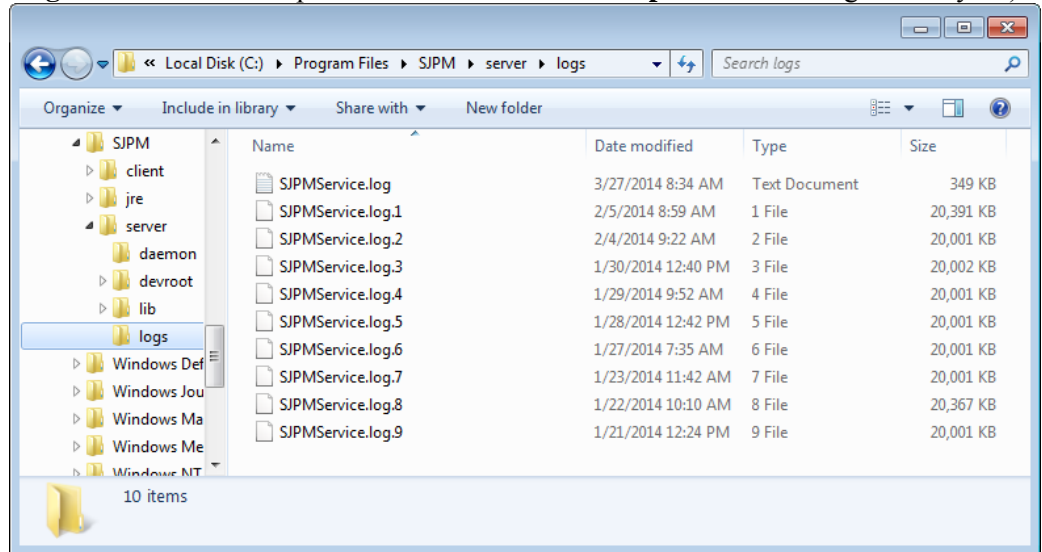 « Local Disk (C:) ▸ Program Files ▸ SJPM ▸ server ▸ logs Search logs
Organize Include in library Share with New folder
SJPM
client
jre
server
daemon
devroot
lib
logs
Windows Def
Windows Jou
Windows Ma
Windows Me
Windows NT
Name Date modified Type Size
SJPMService.log 3/27/2014 8:34 AM Text Document 349 KB
SJPMService.log.1 2/5/2014 8:59 AM 1 File 20,391 KB
SJPMService.log.2 2/4/2014 9:22 AM 2 File 20,001 KB
SJPMService.log.3 1/30/2014 12:40 PM 3 File 20,002 KB
SJPMService.log.4 1/29/2014 9:52 AM 4 File 20,001 KB
SJPMService.log.5 1/28/2014 12:42 PM 5 File 20,001 KB
SJPMService.log.6 1/27/2014 7:35 AM 6 File 20,001 KB
SJPMService.log.7 1/23/2014 11:42 AM 7 File 20,001 KB
SJPMService.log.8 1/22/2014 10:10 AM 8 File 20,367 KB
SJPMService.log.9 1/21/2014 12:24 PM 9 File 20,001 KB
10 items